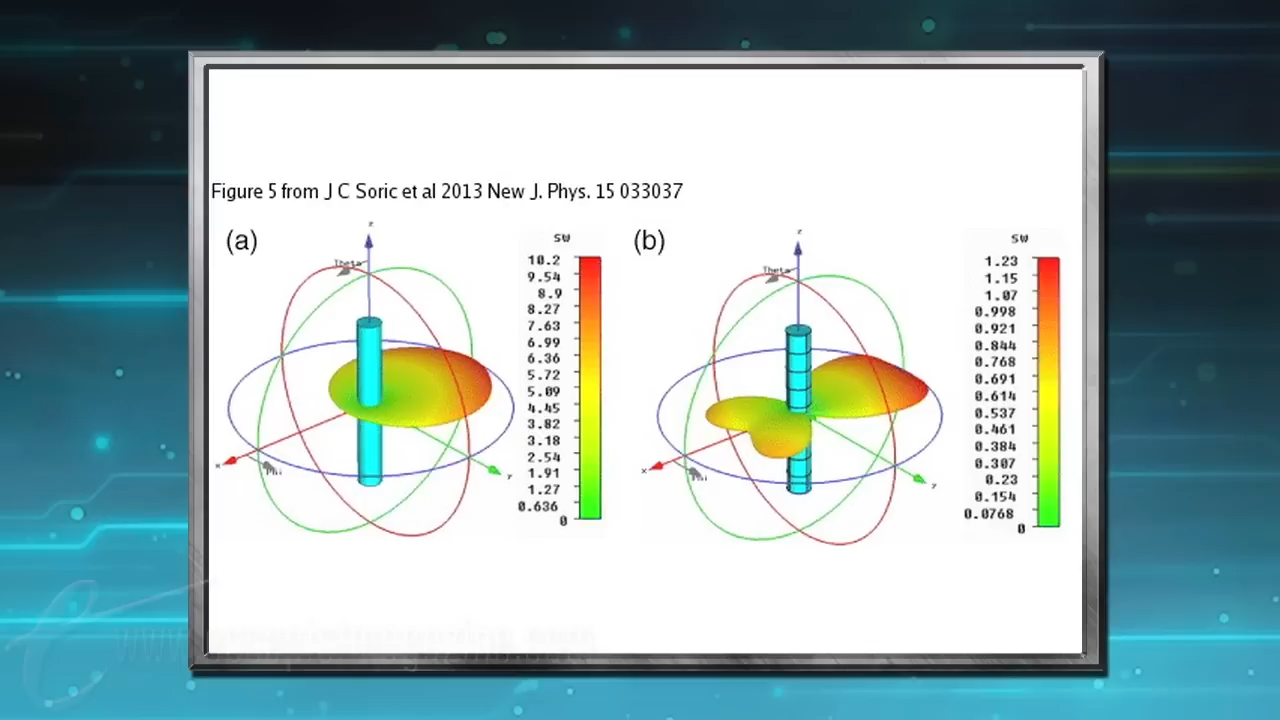 Figure 5 from J C Soric et al 2013 New J. Phys. 15 033037
(a)
z
Theta
x
Phi
Y
SW
10.2
9.54
8.9
8.27
7.63
6.99
6.36
5.72
5.09
4.45
3.82
3.18
2.54
1.91
1.27
0.636
0
(b)
z
Theta
x
Phi
Y
SW
1.23
1.15
1.07
0.998
0.921
0.844
0.768
0.691
0.614
0.537
0.461
0.384
0.307
0.23
0.154
0.0768
0